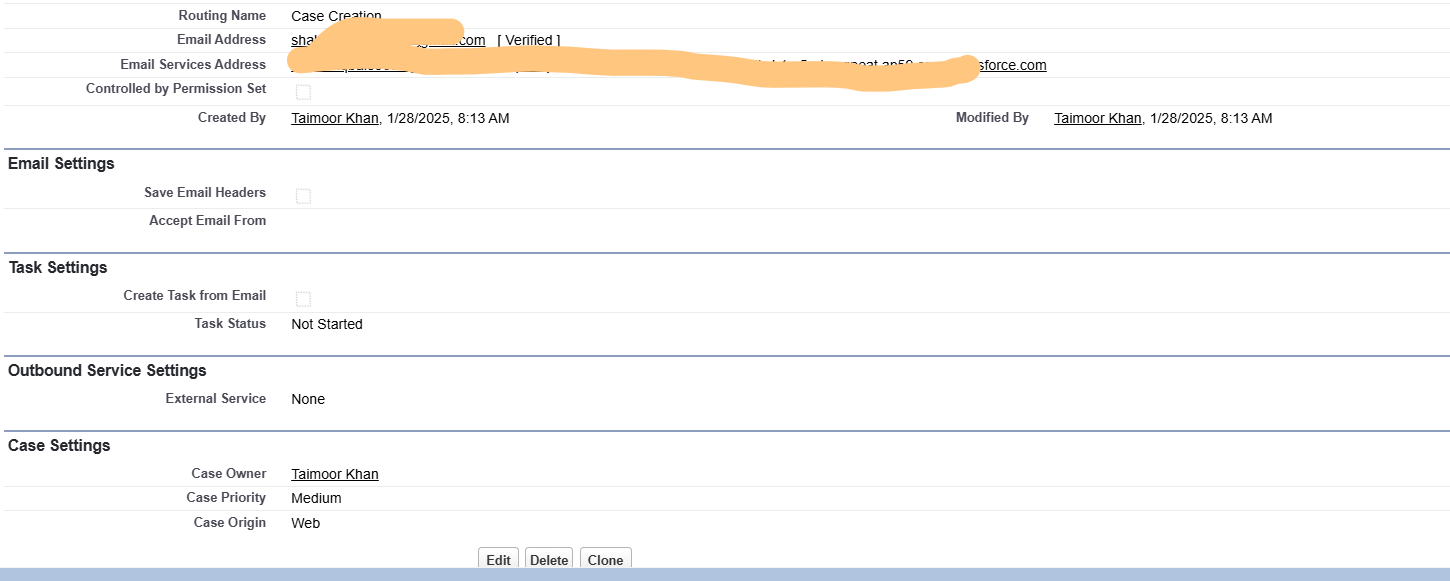 Routing Name Case Creation
Email Address .com [ Verified ]
Email Services Address sforce.com
Controlled by Permission Set
Created By Taimoor Khan, 1/28/2025, 8:13 AM Modified By Taimoor Khan, 1/28/2025, 8:13 AM
Email Settings
Save Email Headers
Accept Email From
Task Settings
Create Task from Email
Task Status Not Started
Outbound Service Settings
External Service None
Case Settings
Case Owner Taimoor Khan
Case Priority Medium
Case Origin Web
Edit Delete Clone